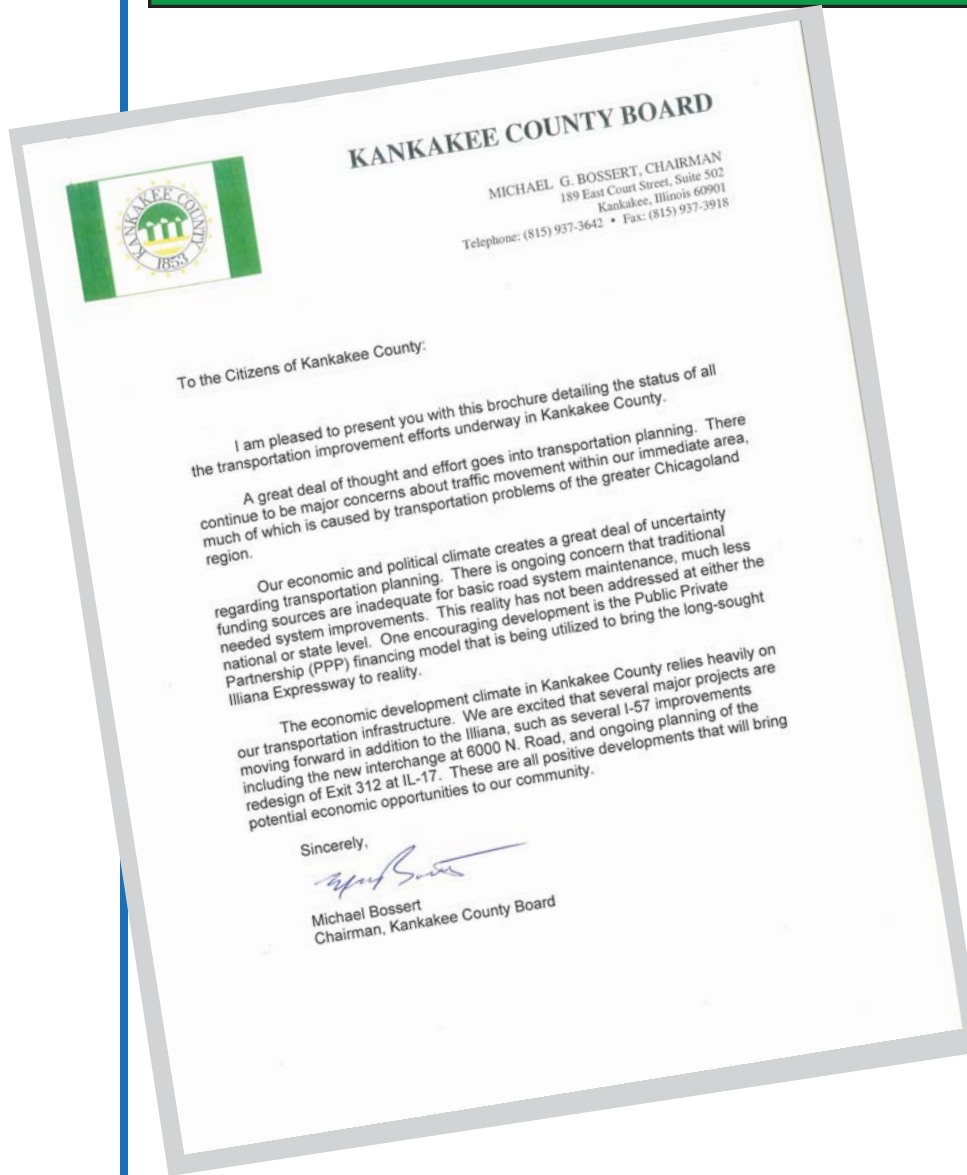 KANKAKEE COUNTY BOARD
MICHAEL G. BOSSERT, CHAIRMAN
189 East Court Street, Suite 502
Kankakee, Illinois 60901
Telephone: (815) 937-3642 • Fax: (815) 937-3918
KANKAKEE COUNTY
1853
To the Citizens of Kankakee County:
I am pleased to present you with this brochure detailing the status of all
the transportation improvement efforts underway in Kankakee County.
A great deal of thought and effort goes into transportation planning. There
continue to be major concerns about traffic movement within our immediate area,
much of which is caused by transportation problems of the greater Chicagoland
region.
Our economic and political climate creates a great deal of uncertainty
regarding transportation planning. There is ongoing concern that traditional
funding sources are inadequate for basic road system maintenance, much less
needed system improvements. This reality has not been addressed at either the
national or state level. One encouraging development is the Public Private
Partnership (PPP) financing model that is being utilized to bring the long-sought
Illiana Expressway to reality.
The economic development climate in Kankakee County relies heavily on
our transportation infrastructure. We are excited that several major projects are
moving forward in addition to the Illiana, such as several I-57 improvements
including the new interchange at 6000 N. Road, and ongoing planning of the
redesign of Exit 312 at IL-17. These are all positive developments that will bring
potential economic opportunities to our community.
Sincerely,
Michael Bossert
Chairman, Kankakee County Board